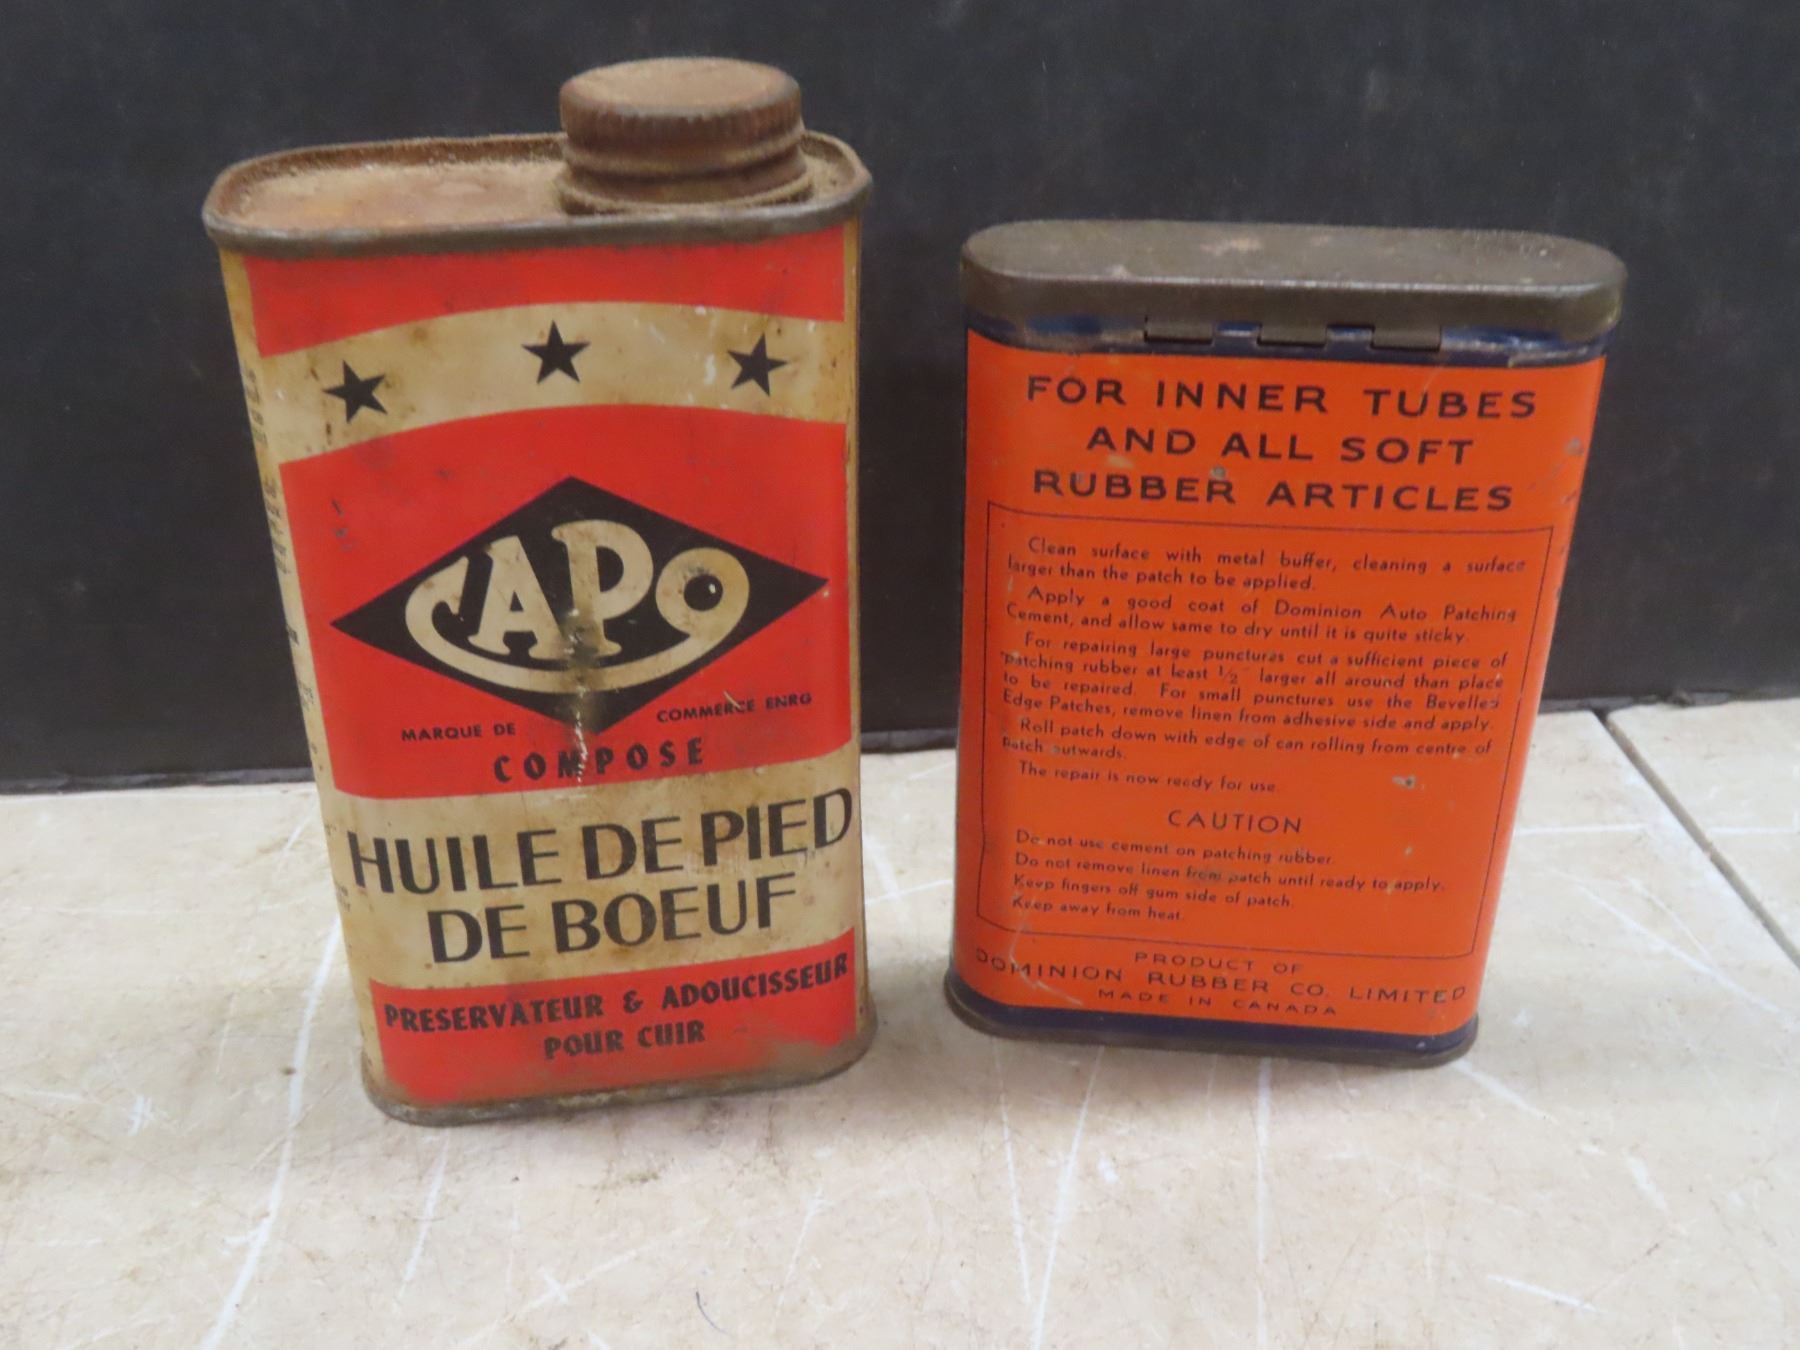 CAPO
MARQUE DE COMMERCE ENRG
COMPOSE
HUILE DE PIED
DE BOEUF
PRESERVATEUR & ADOUCISSEUR
POUR CUIR
FOR INNER TUBES
AND ALL SOFT
RUBBER ARTICLES
Clean surface with metal buffer, cleaning a surface
larger than the patch to be applied.
Apply a good coat of Dominion Auto Patching
Cement, and allow same to dry until it is quite sticky.
For repairing large punctures cut a sufficient piece of
patching rubber at least 1/2" larger all around than place
to be repaired. For small punctures use the Bevelled
Edge Patches, remove linen from adhesive side and apply.
Roll patch down with edge of can rolling from centre of
patch outwards.
The repair is now ready for use.
CAUTION
Do not use cement on patching rubber.
Do not remove linen from patch until ready to apply.
Keep fingers off gum side of patch.
Keep away from heat.
PRODUCT OF
DOMINION RUBBER CO. LIMITED
MADE IN CANADA